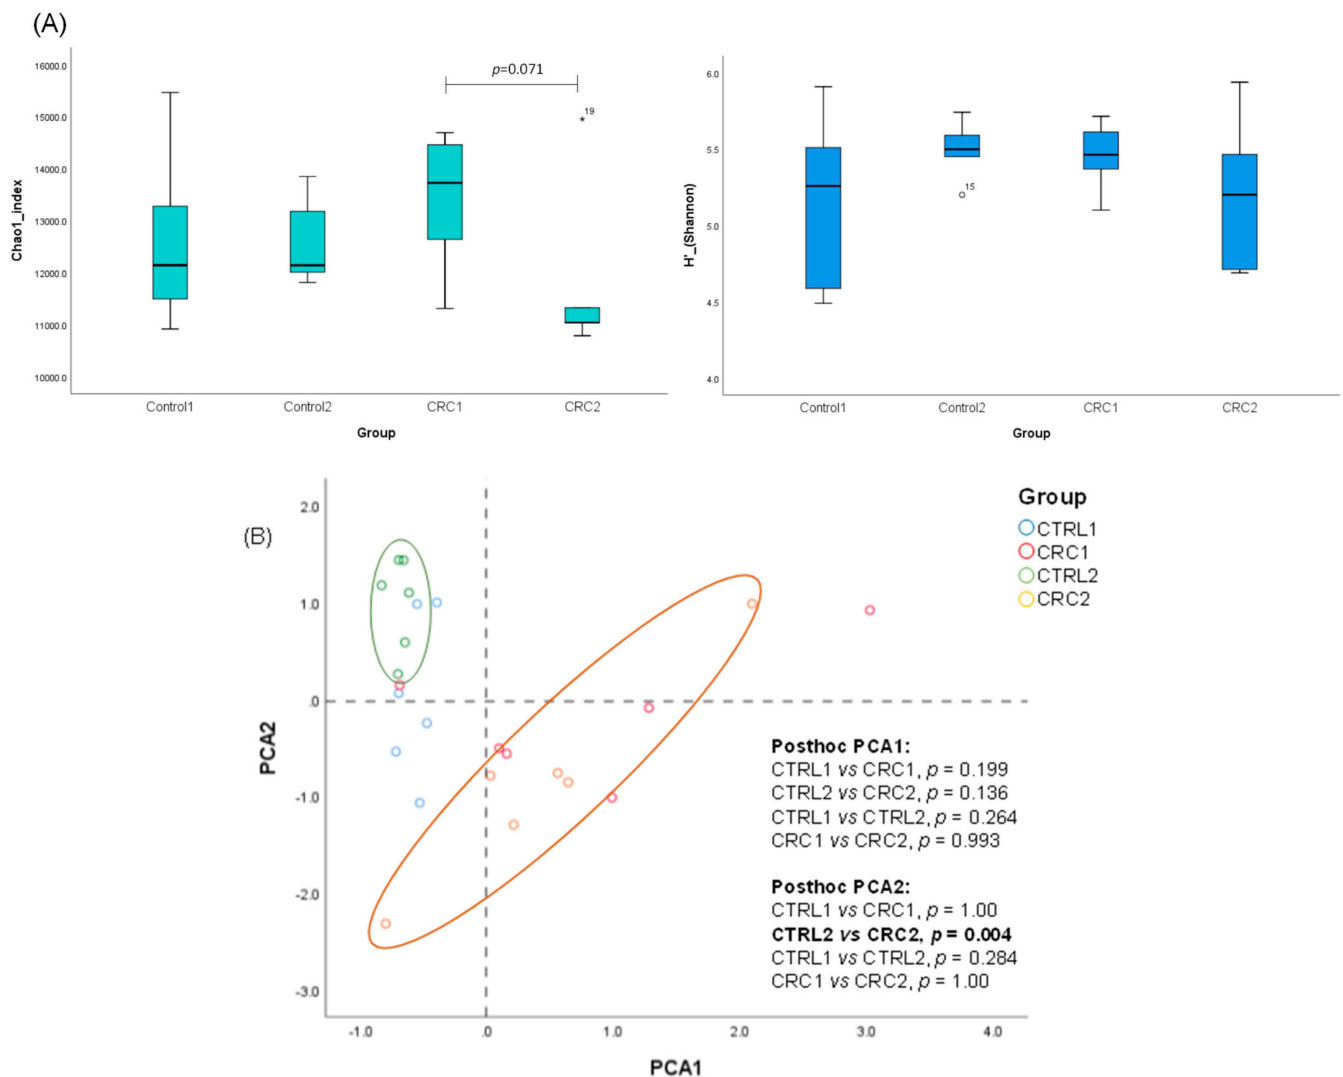 (A)
16000.0
15000.0
14000.0
13000.0
12000.0
11000.0
10000.0
Chao1_index
p=0.071
*19
Control1
Control2
CRC1
CRC2
Group
6.0
5.5
5.0
4.5
4.0
H'_(Shannon)
15
Control1
Control2
CRC1
CRC2
Group
(B)
2.0
1.0
.0
-1.0
-2.0
-3.0
PCA2
-1.0
.0
1.0
2.0
3.0
4.0
PCA1
Group
CTRL1
CRC1
CTRL2
CRC2
Posthoc PCA1:
CTRL1 vs CRC1, p = 0.199
CTRL2 vs CRC2, p = 0.136
CTRL1 vs CTRL2, p = 0.264
CRC1 vs CRC2, p = 0.993
Posthoc PCA2:
CTRL1 vs CRC1, p = 1.00
CTRL2 vs CRC2, p = 0.004
CTRL1 vs CTRL2, p = 0.284
CRC1 vs CRC2, p = 1.00